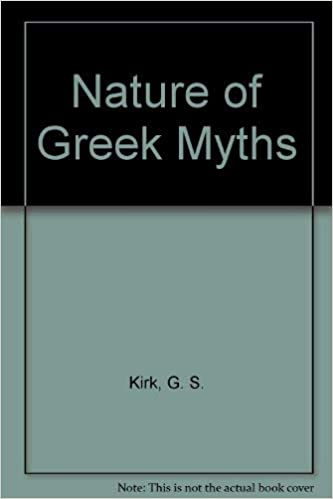 Nature of
Greek Myths
Kirk, G. S.
Note: This is not the actual book cover